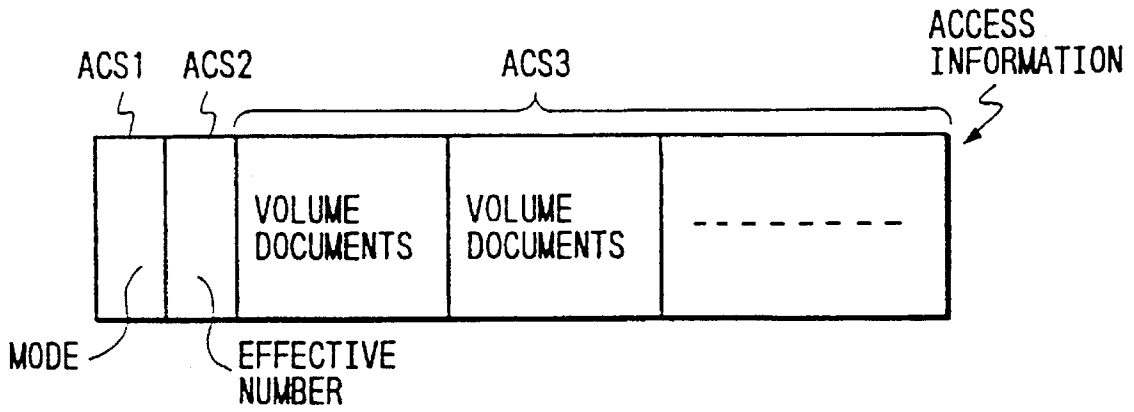 ACCESS
INFORMATION
ACS1 ACS2 ACS3
VOLUME
DOCUMENTS
VOLUME
DOCUMENTS
MODE
EFFECTIVE
NUMBER